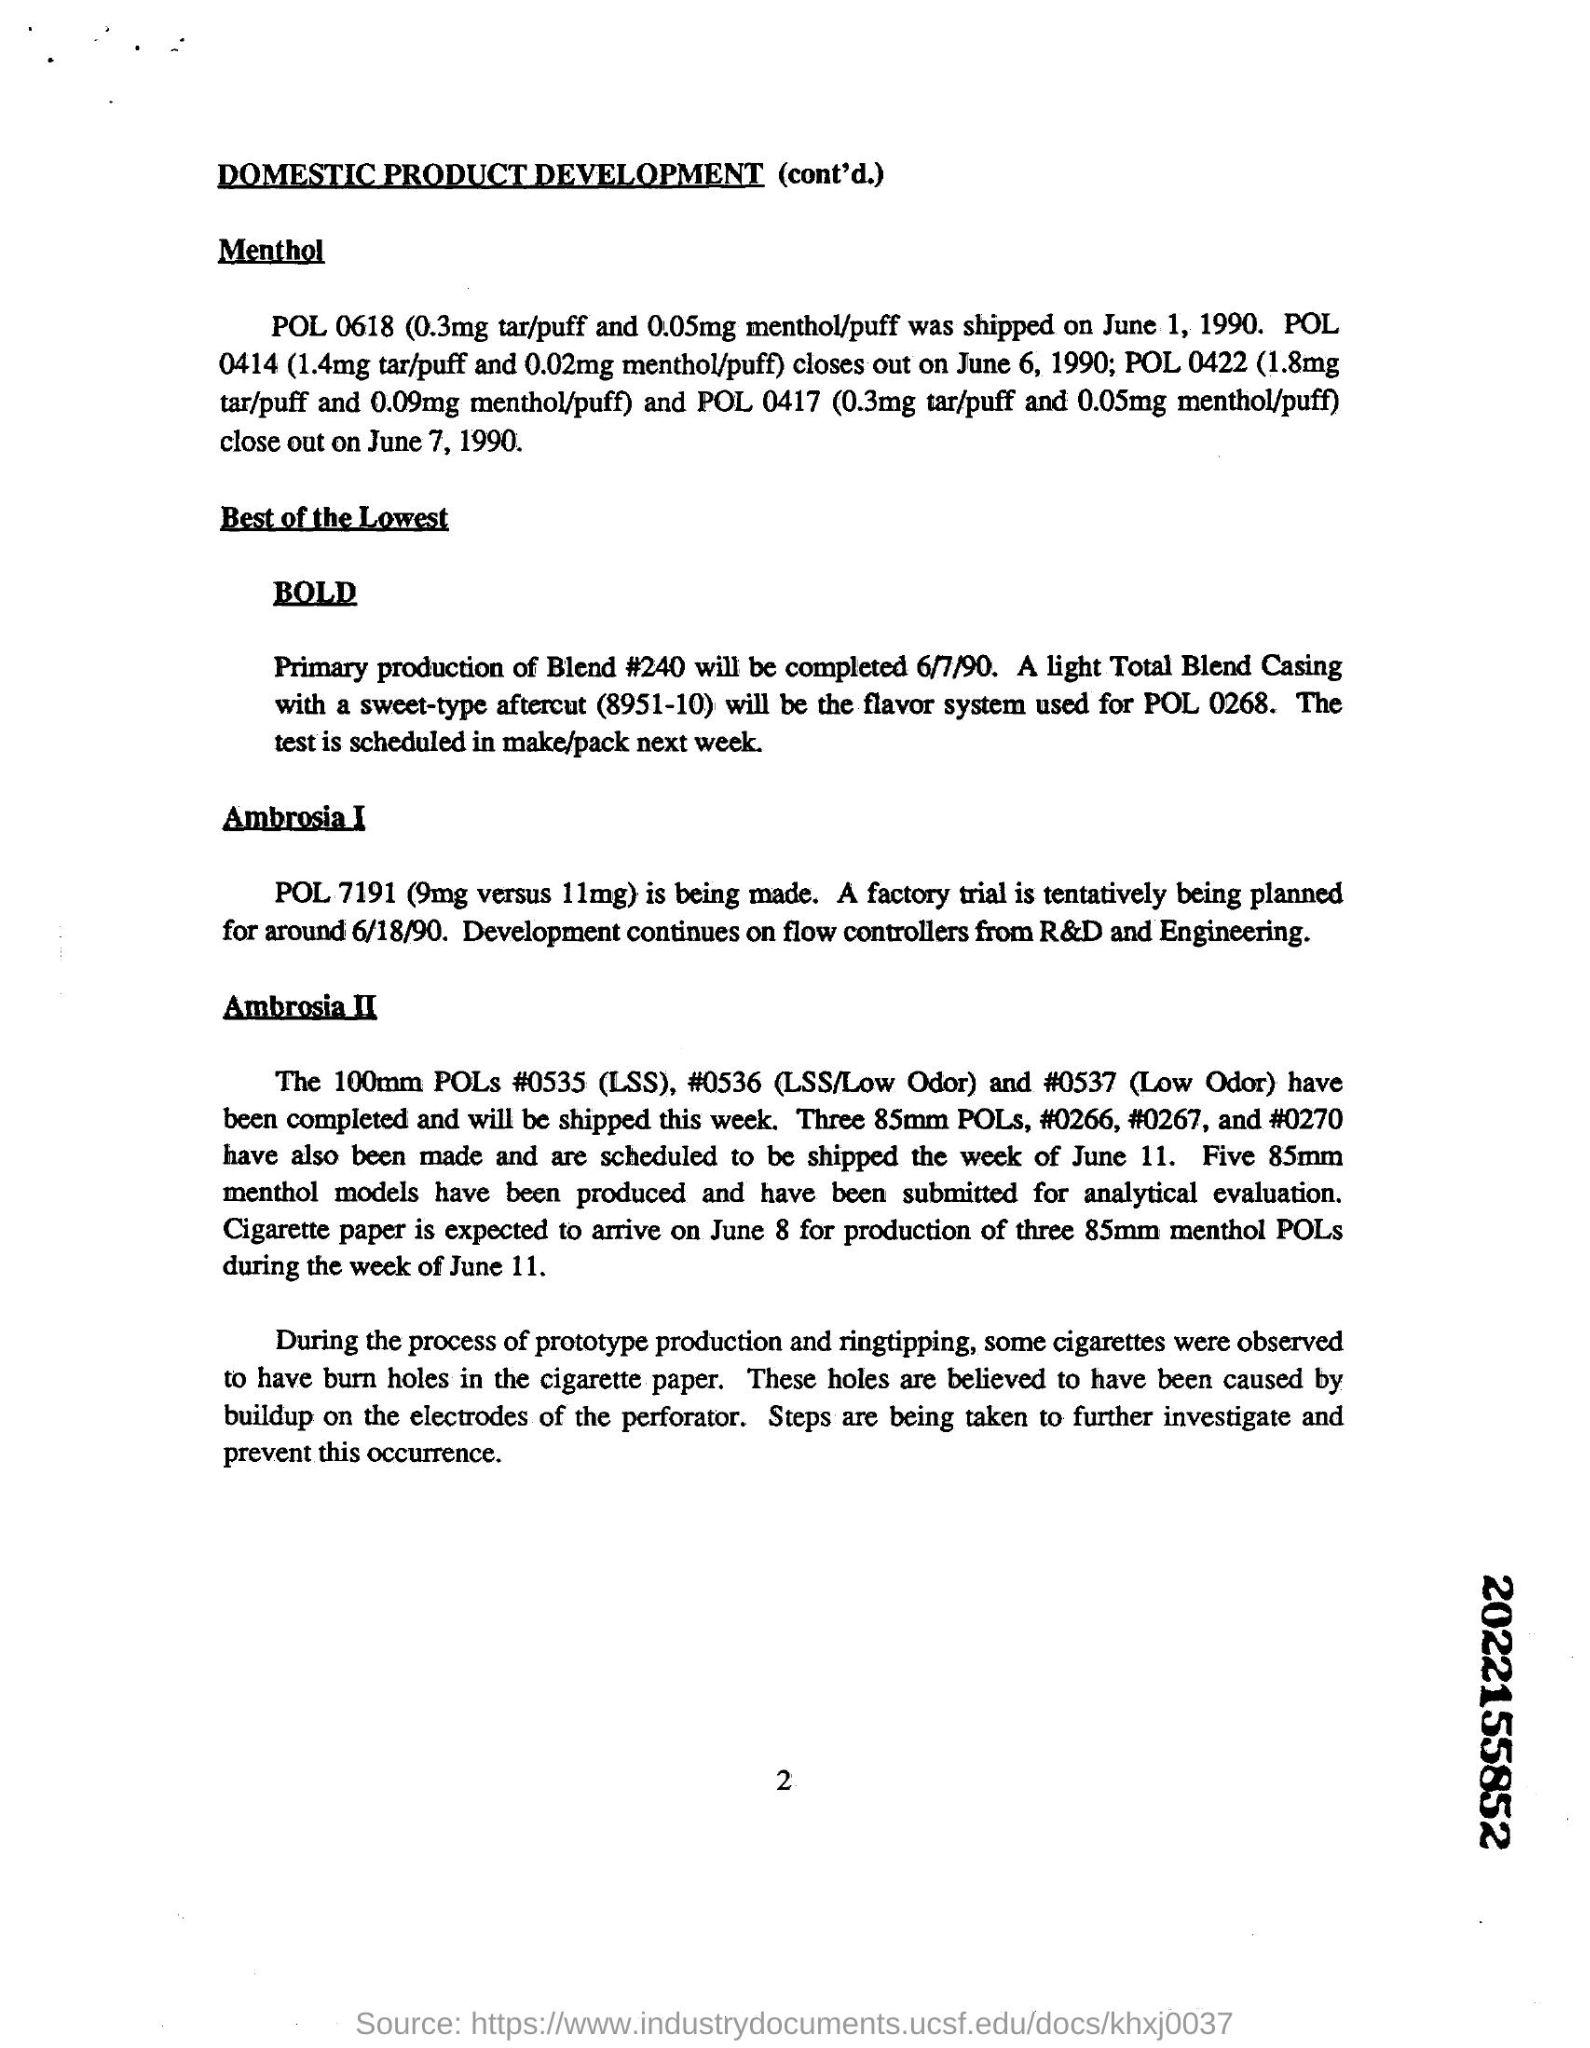 DOMESTIC PRODUCT DEVELOPMENT (cont'd.)
Menthol
POL 0618 (0.3mg tar/puff and 0.05mg menthol/puff was shipped on June 1, 1990. POL
0414 (1.4mg tar/puff and 0.02mg menthol/puff) closes out on June 6, 1990; POL 0422 (1.8mg
tar/puff and 0.09mg menthol/puff) and POL 0417 (0.3mg tar/puff and 0.05mg menthol/puff)
close out on June 7, 1990.
Best of the Lowest
BOLD
Primary production of Blend #240 will be completed 6/7/90. A light Total Blend Casing
with a sweet-type aftercut (8951-10) will be the flavor system used for POL 0268. The
test is scheduled in make/pack next week.
Ambrosia I
POL 7191 (9mg versus 11mg) is being made. A factory trial is tentatively being planned
for around 6/18/90. Development continues on flow controllers from R&D and Engineering.
Ambrosia II
The 100mm POLs #0535 (LSS), #0536 (LSS/Low Odor) and #0537 (Low Odor) have
been completed and will be shipped this week. Three 85mm POLs, #0266, #0267, and #0270
have also been made and are scheduled to be shipped the week of June 11. Five 85mm
menthol models have been produced and have been submitted for analytical evaluation.
Cigarette paper is expected to arrive on June 8 for production of three 85mm menthol POLs
during the week of June 11.
During the process of prototype production and ringtipping, some cigarettes were observed
to have burn holes in the cigarette paper. These holes are believed to have been caused by
buildup on the electrodes of the perforator. Steps are being taken to further investigate and
prevent this occurrence.
2022155852
2
Source: https://www.industrydocuments.ucsf.edu/docs/khxj0037